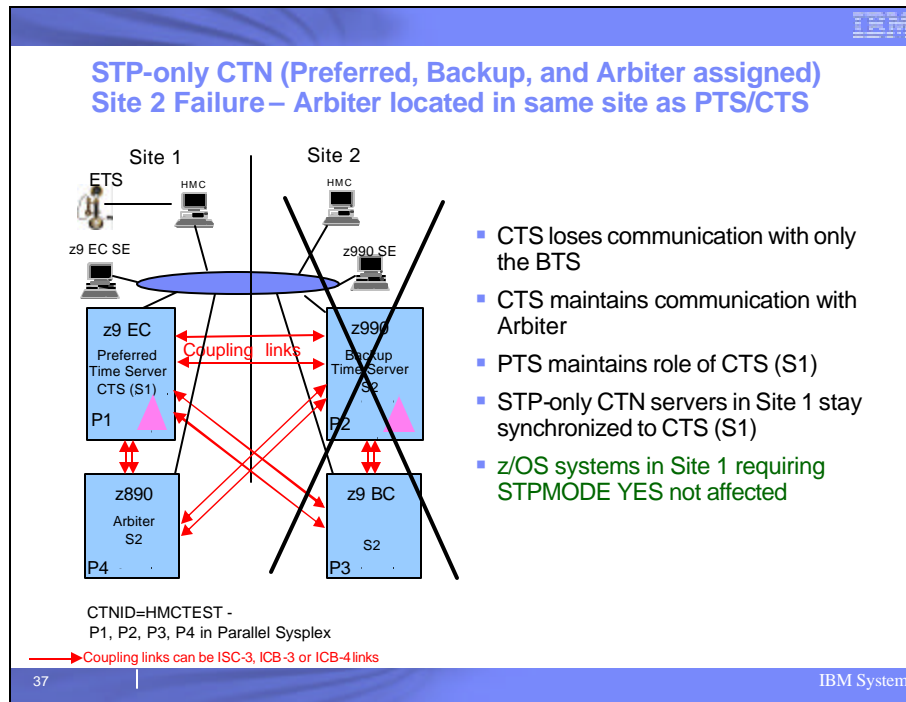 IBM
STP-only CTN (Preferred, Backup, and Arbiter assigned)
Site 2 Failure – Arbiter located in same site as PTS/CTS
Site 1
Site 2
ETS
HMC
HMC
z9 EC SE
z990 SE
z9 EC
Preferred
Time Server
CTS (S1)
P1
Coupling links
z990
Backup
Time Server
S2
P2
z890
Arbiter
S2
P4
z9 BC
S2
P3
CTNID=HMCTEST -
P1, P2, P3, P4 in Parallel Sysplex
Coupling links can be ISC-3, ICB-3 or ICB-4 links
CTS loses communication with only
the BTS
CTS maintains communication with
Arbiter
PTS maintains role of CTS (S1)
STP-only CTN servers in Site 1 stay
synchronized to CTS (S1)
z/OS systems in Site 1 requiring
STPMODE YES not affected
37
IBM System